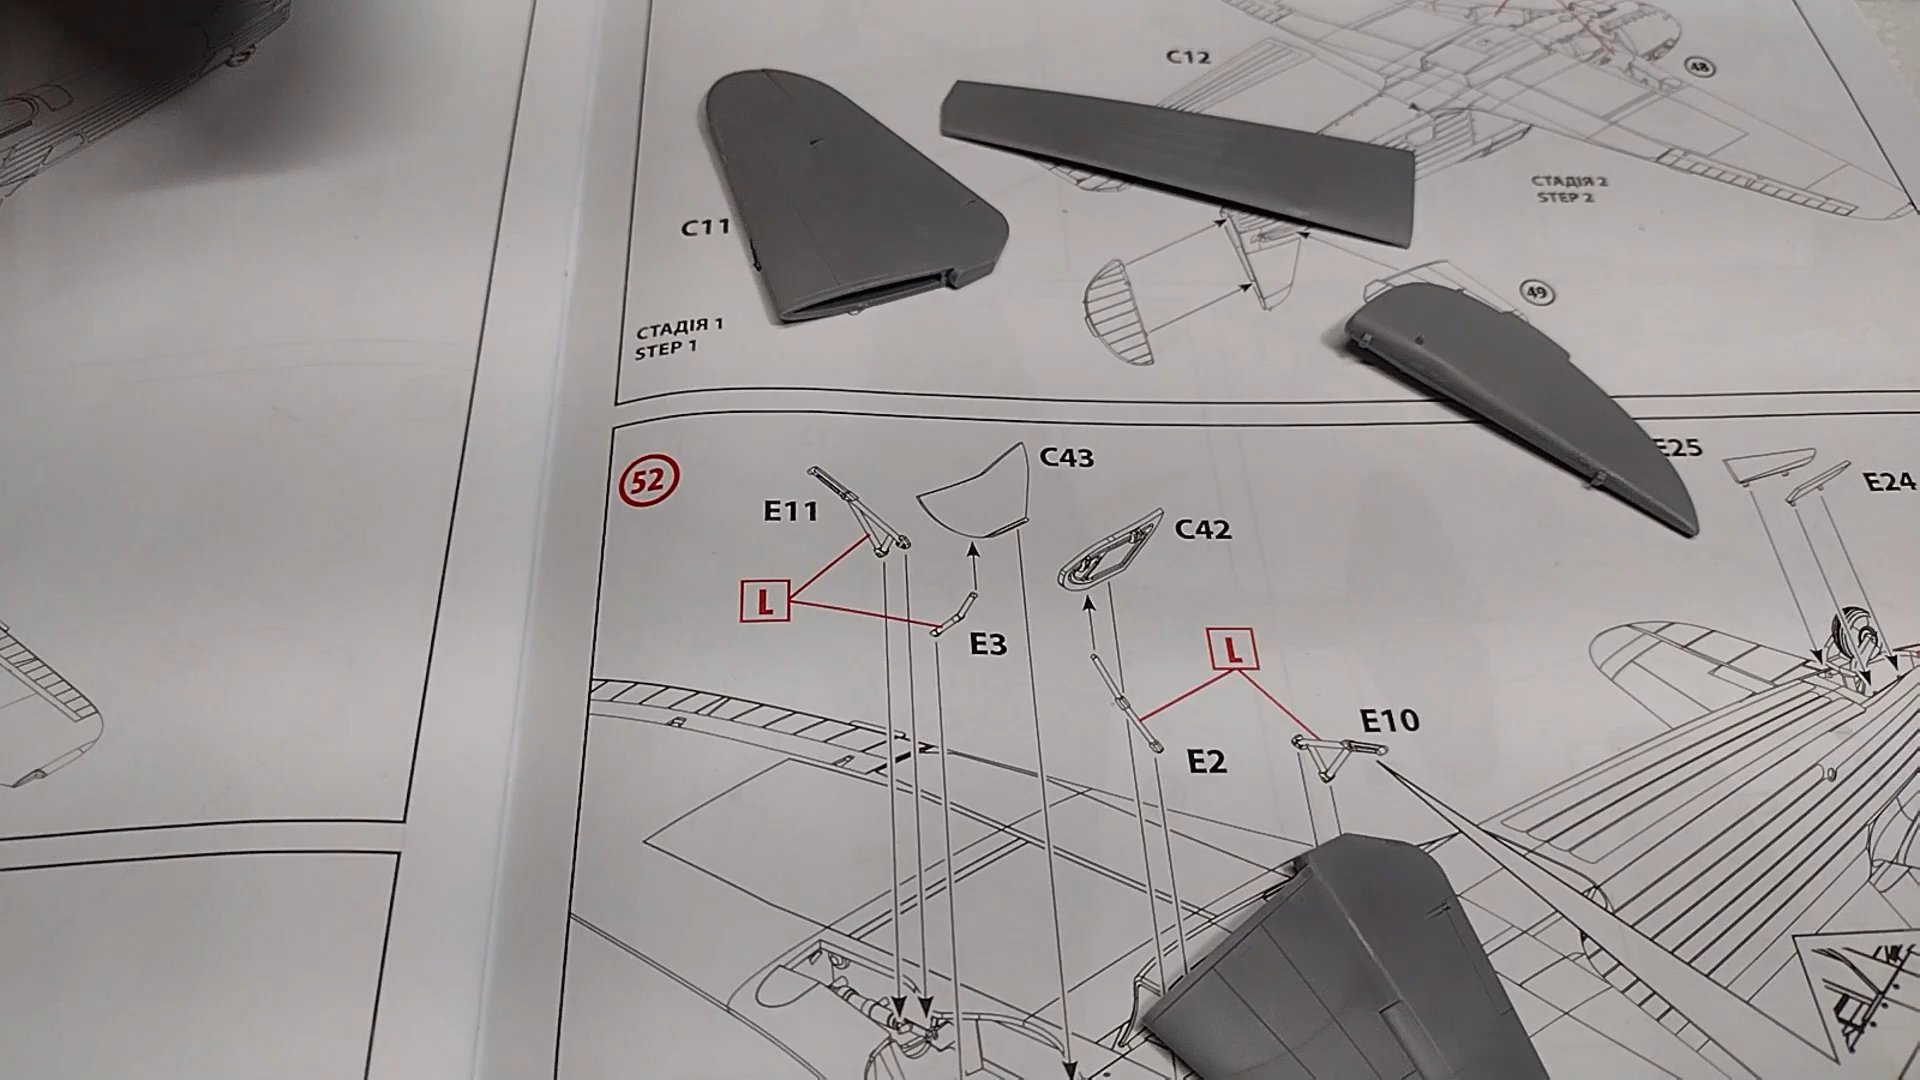 C12
48
C11
СТАДІЯ 2
STEP 2
49
СТАДІЯ 1
STEP 1
52
C43
E25
E24
E11
C42
L
E3
L
E10
E2